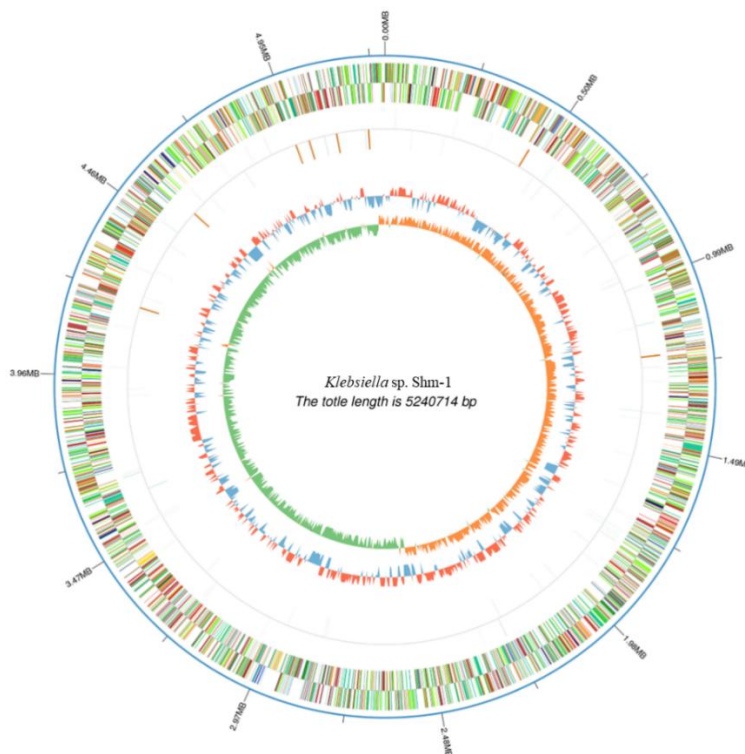 0.00MB
0.50MB
0.99MB
1.49M
1.98MB
2.48MB
2.97MB
3.47MB
3.96MB
4.46MB
4.95MB
Klebsiella sp. Shm-1
The totle length is 5240714 bp